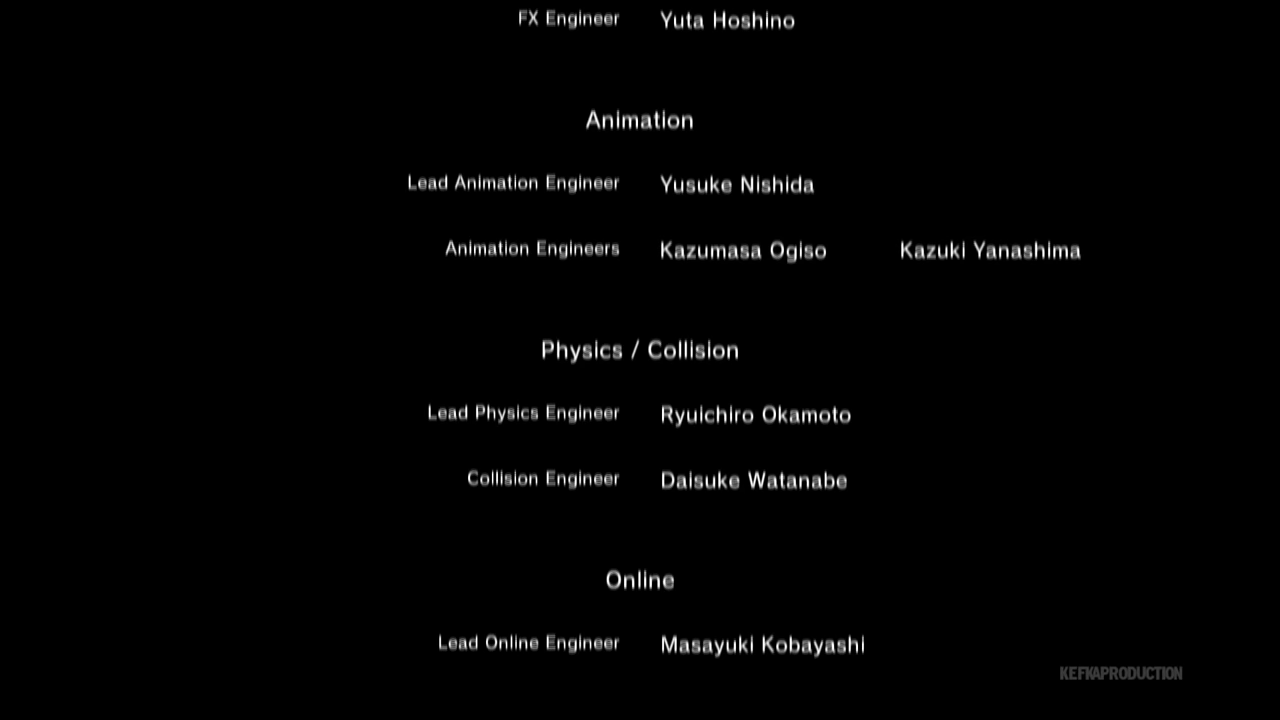 FX Engineer Yuta Hoshino
Animation
Lead Animation Engineer Yusuke Nishida
Animation Engineers Kazumasa Ogiso Kazuki Yanashima
Physics / Collision
Lead Physics Engineer Ryuichiro Okamoto
Collision Engineer Daisuke Watanabe
Online
Lead Online Engineer Masayuki Kobayashi
KEFKAPRODUCTION